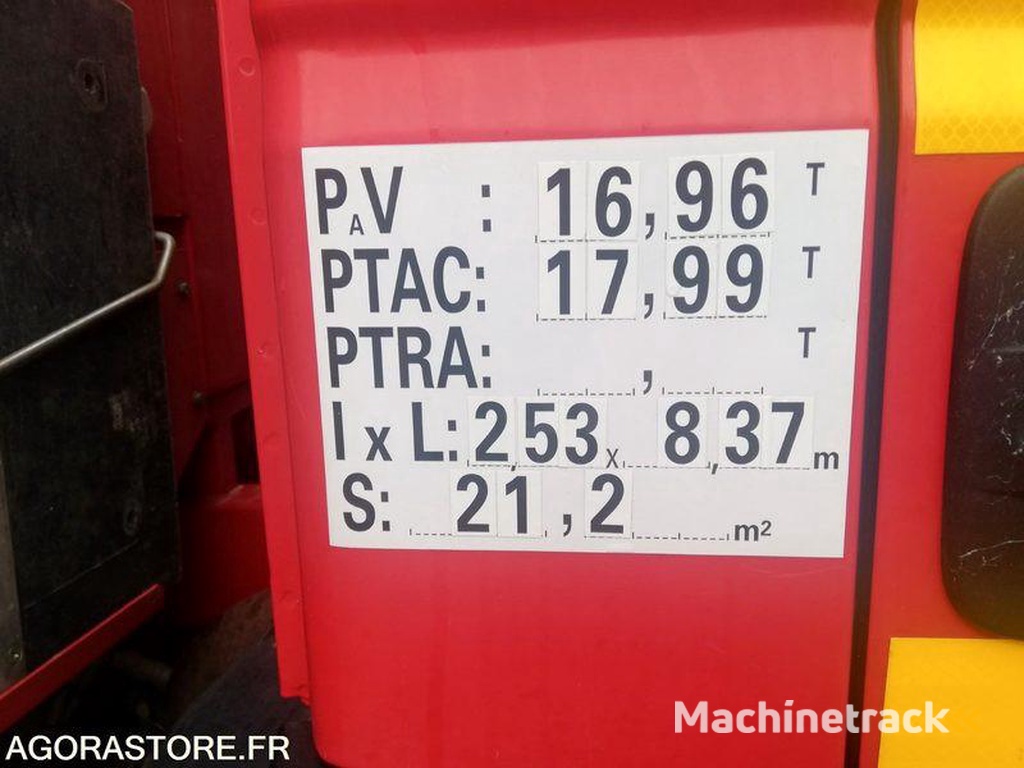 PAV : 16,96 T
PTAC: 17,99 T
PTRA: , T
l x L: 2,53 x 8,37 m
S: 21,2 m²
Machinetrack
AGORASTORE.FR